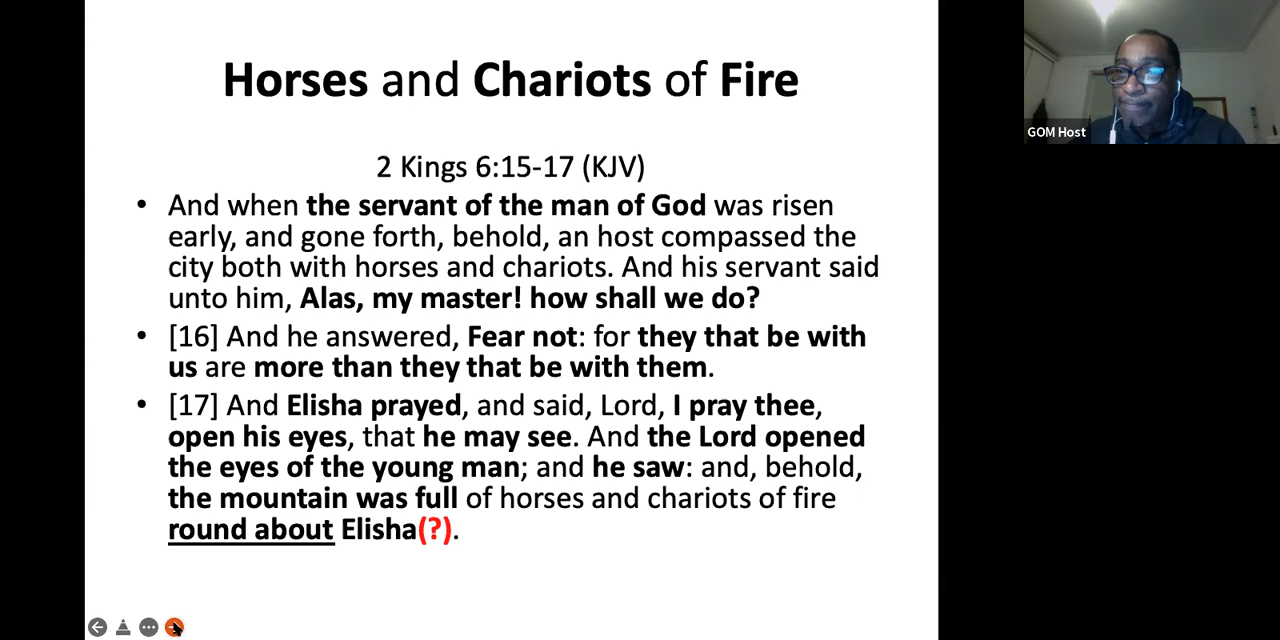 Horses and Chariots of Fire
2 Kings 6:15-17 (KJV)
• And when the servant of the man of God was risen
early, and gone forth, behold, an host compassed the
city both with horses and chariots. And his servant said
unto him, Alas, my master! how shall we do?
• [16] And he answered, Fear not: for they that be with
us are more than they that be with them.
• [17] And Elisha prayed, and said, Lord, I pray thee,
open his eyes, that he may see. And the Lord opened
the eyes of the young man; and he saw: and, behold,
the mountain was full of horses and chariots of fire
round about Elisha(?).
GOM Host